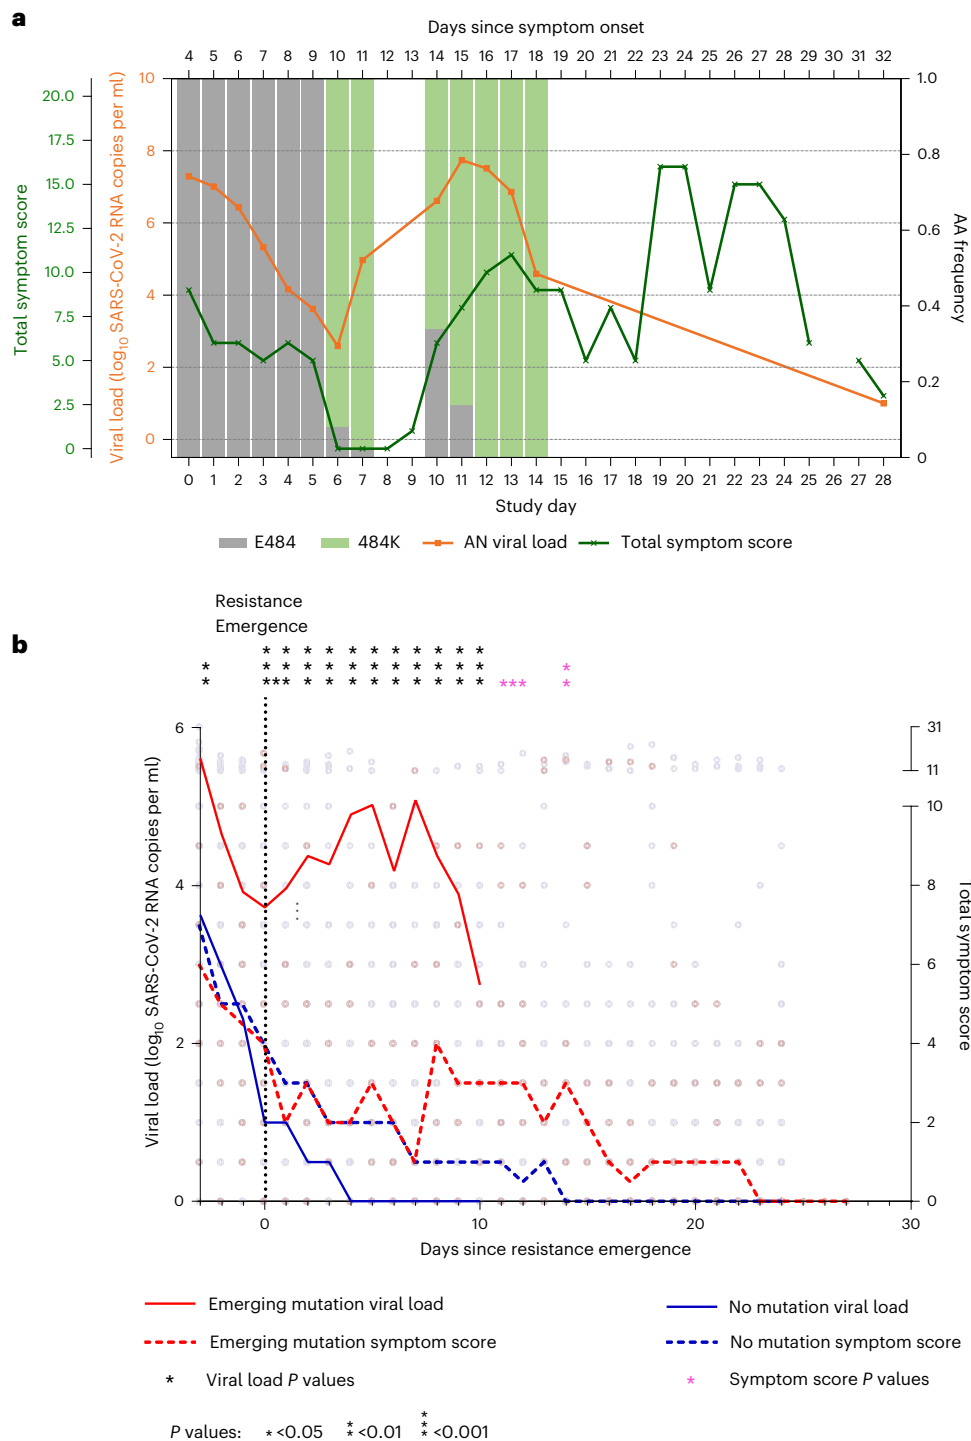 a
Days since symptom onset
4 5 6 7 8 9 10 11 14 15 16 17 18 19 20 21 22 23 24 25 26 27 28 31 32
Total symptom score
20.0
17.5
15.0
12.5
10.0
7.5
5.0
2.5
0
Viral load (log10 SARS-CoV-2 RNA copies per ml)
10
8
6
4
2
0
AA frequency
1.0
0.8
0.6
0.4
0.2
0
0 1 2 3 4 5 6 7 8 9 10 11 12 13 14 15 16 17 18 19 20 21 22 23 24 25 26 27 28
Study day
E484 484K AN viral load Total symptom score
b
Resistance
Emergence
Viral load (log10 SARS-CoV-2 RNA copies per ml)
6
4
2
0
Total symptom score
31
11
10
8
6
4
2
0
0 10 20 30
Days since resistance emergence
Emerging mutation viral load
No mutation viral load
Emerging mutation symptom score
No mutation symptom score
* Viral load P values
* Symptom score P values
P values: * <0.05 ** <0.01 *** <0.001